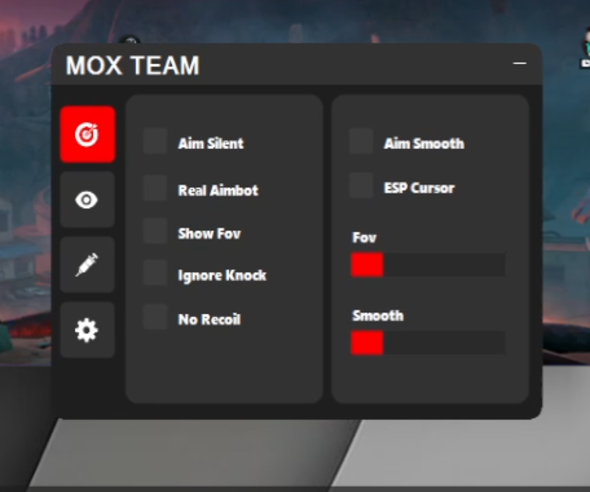 MOX TEAM
Aim Silent
Real Aimbot
Show Fov
Ignore Knock
No Recoil
Aim Smooth
ESP Cursor
Fov
Smooth